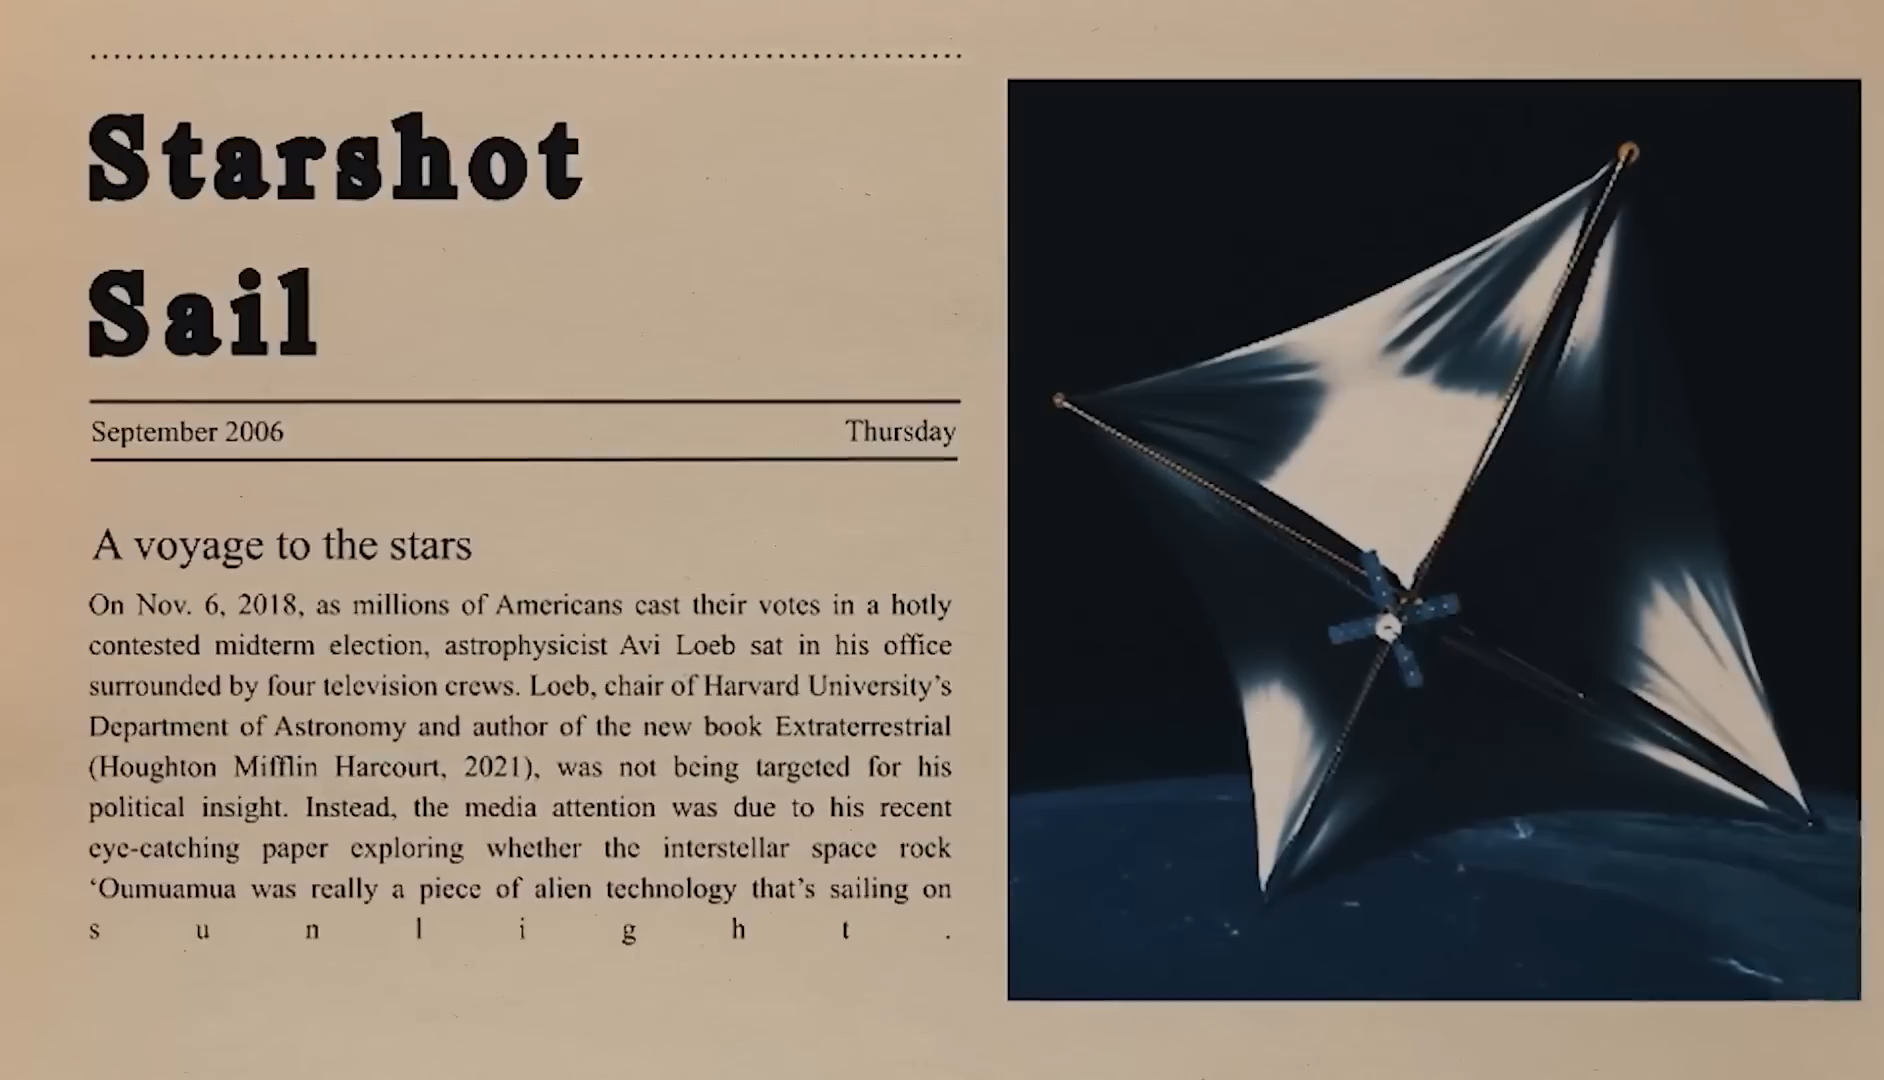 Starshot
Sail
September 2006 Thursday
A voyage to the stars
On Nov. 6, 2018, as millions of Americans cast their votes in a hotly
contested midterm election, astrophysicist Avi Loeb sat in his office
surrounded by four television crews. Loeb, chair of Harvard University’s
Department of Astronomy and author of the new book Extraterrestrial
(Houghton Mifflin Harcourt, 2021), was not being targeted for his
political insight. Instead, the media attention was due to his recent
eye-catching paper exploring whether the interstellar space rock
‘Oumuamua was really a piece of alien technology that’s sailing on
s u n l i g h t .